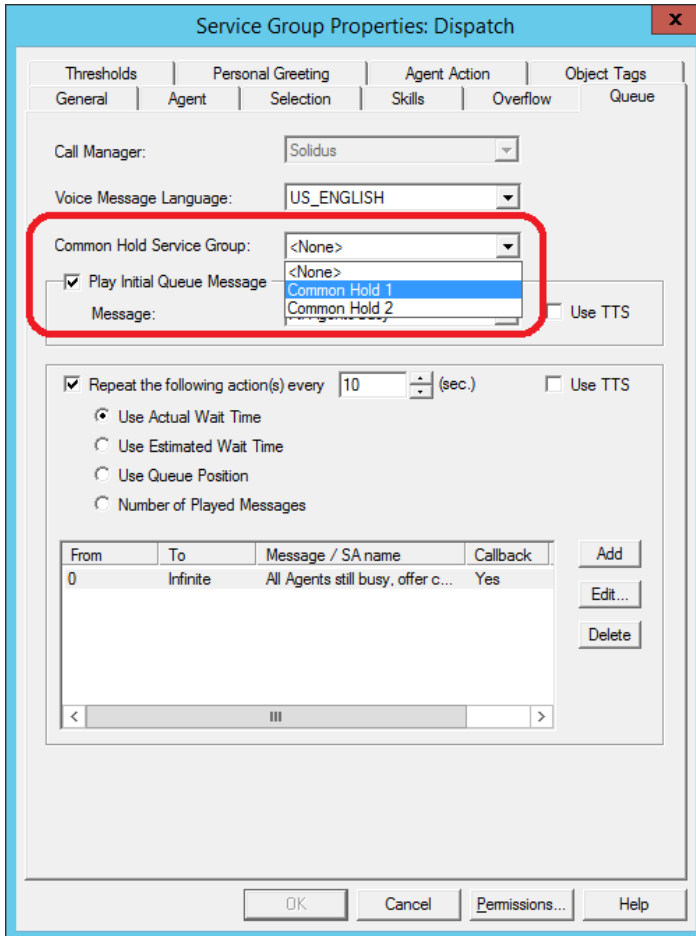 Service Group Properties: Dispatch
x
Thresholds Personal Greeting Agent Action Object Tags
General Agent Selection Skills Overflow Queue
Call Manager: Solidus
Voice Message Language: US_ENGLISH
Common Hold Service Group: <None>
<None>
Play Initial Queue Message
Common Hold 1
Message: Common Hold 2 Use TTS
Repeat the following action(s) every 10 (sec.) Use TTS
Use Actual Wait Time
Use Estimated Wait Time
Use Queue Position
Number of Played Messages
From To Message / SA name Callback Add
0 Infinite All Agents still busy, offer c... Yes
Edit...
Delete
OK Cancel Permissions... Help